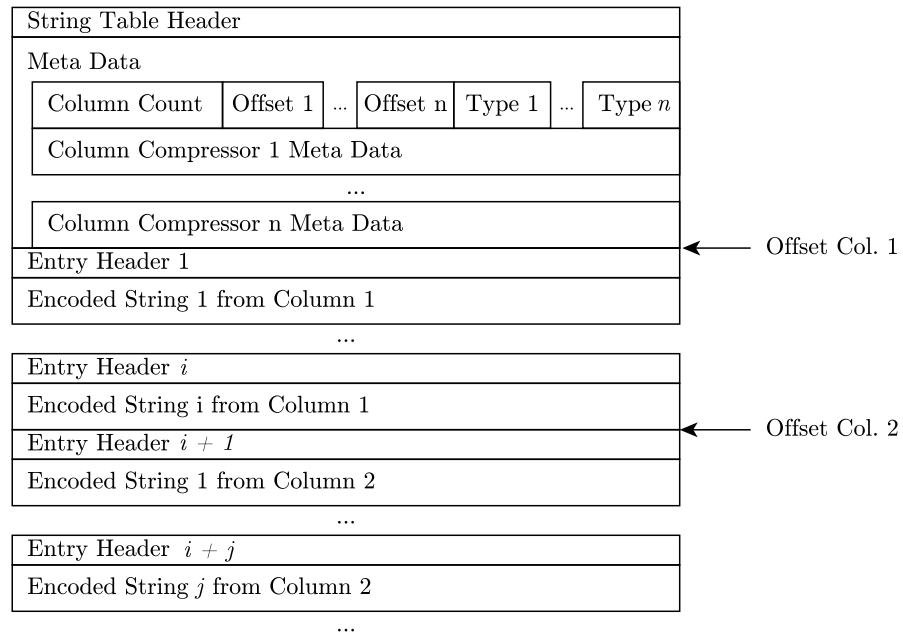 String Table Header
Meta Data
Column Count Offset 1 ... Offset n Type 1 ... Type n
Column Compressor 1 Meta Data
...
Column Compressor n Meta Data
Offset Col. 1
Entry Header 1
Encoded String 1 from Column 1
...
Entry Header i
Encoded String i from Column 1
Offset Col. 2
Entry Header i + 1
Encoded String 1 from Column 2
...
Entry Header i + j
Encoded String j from Column 2
...